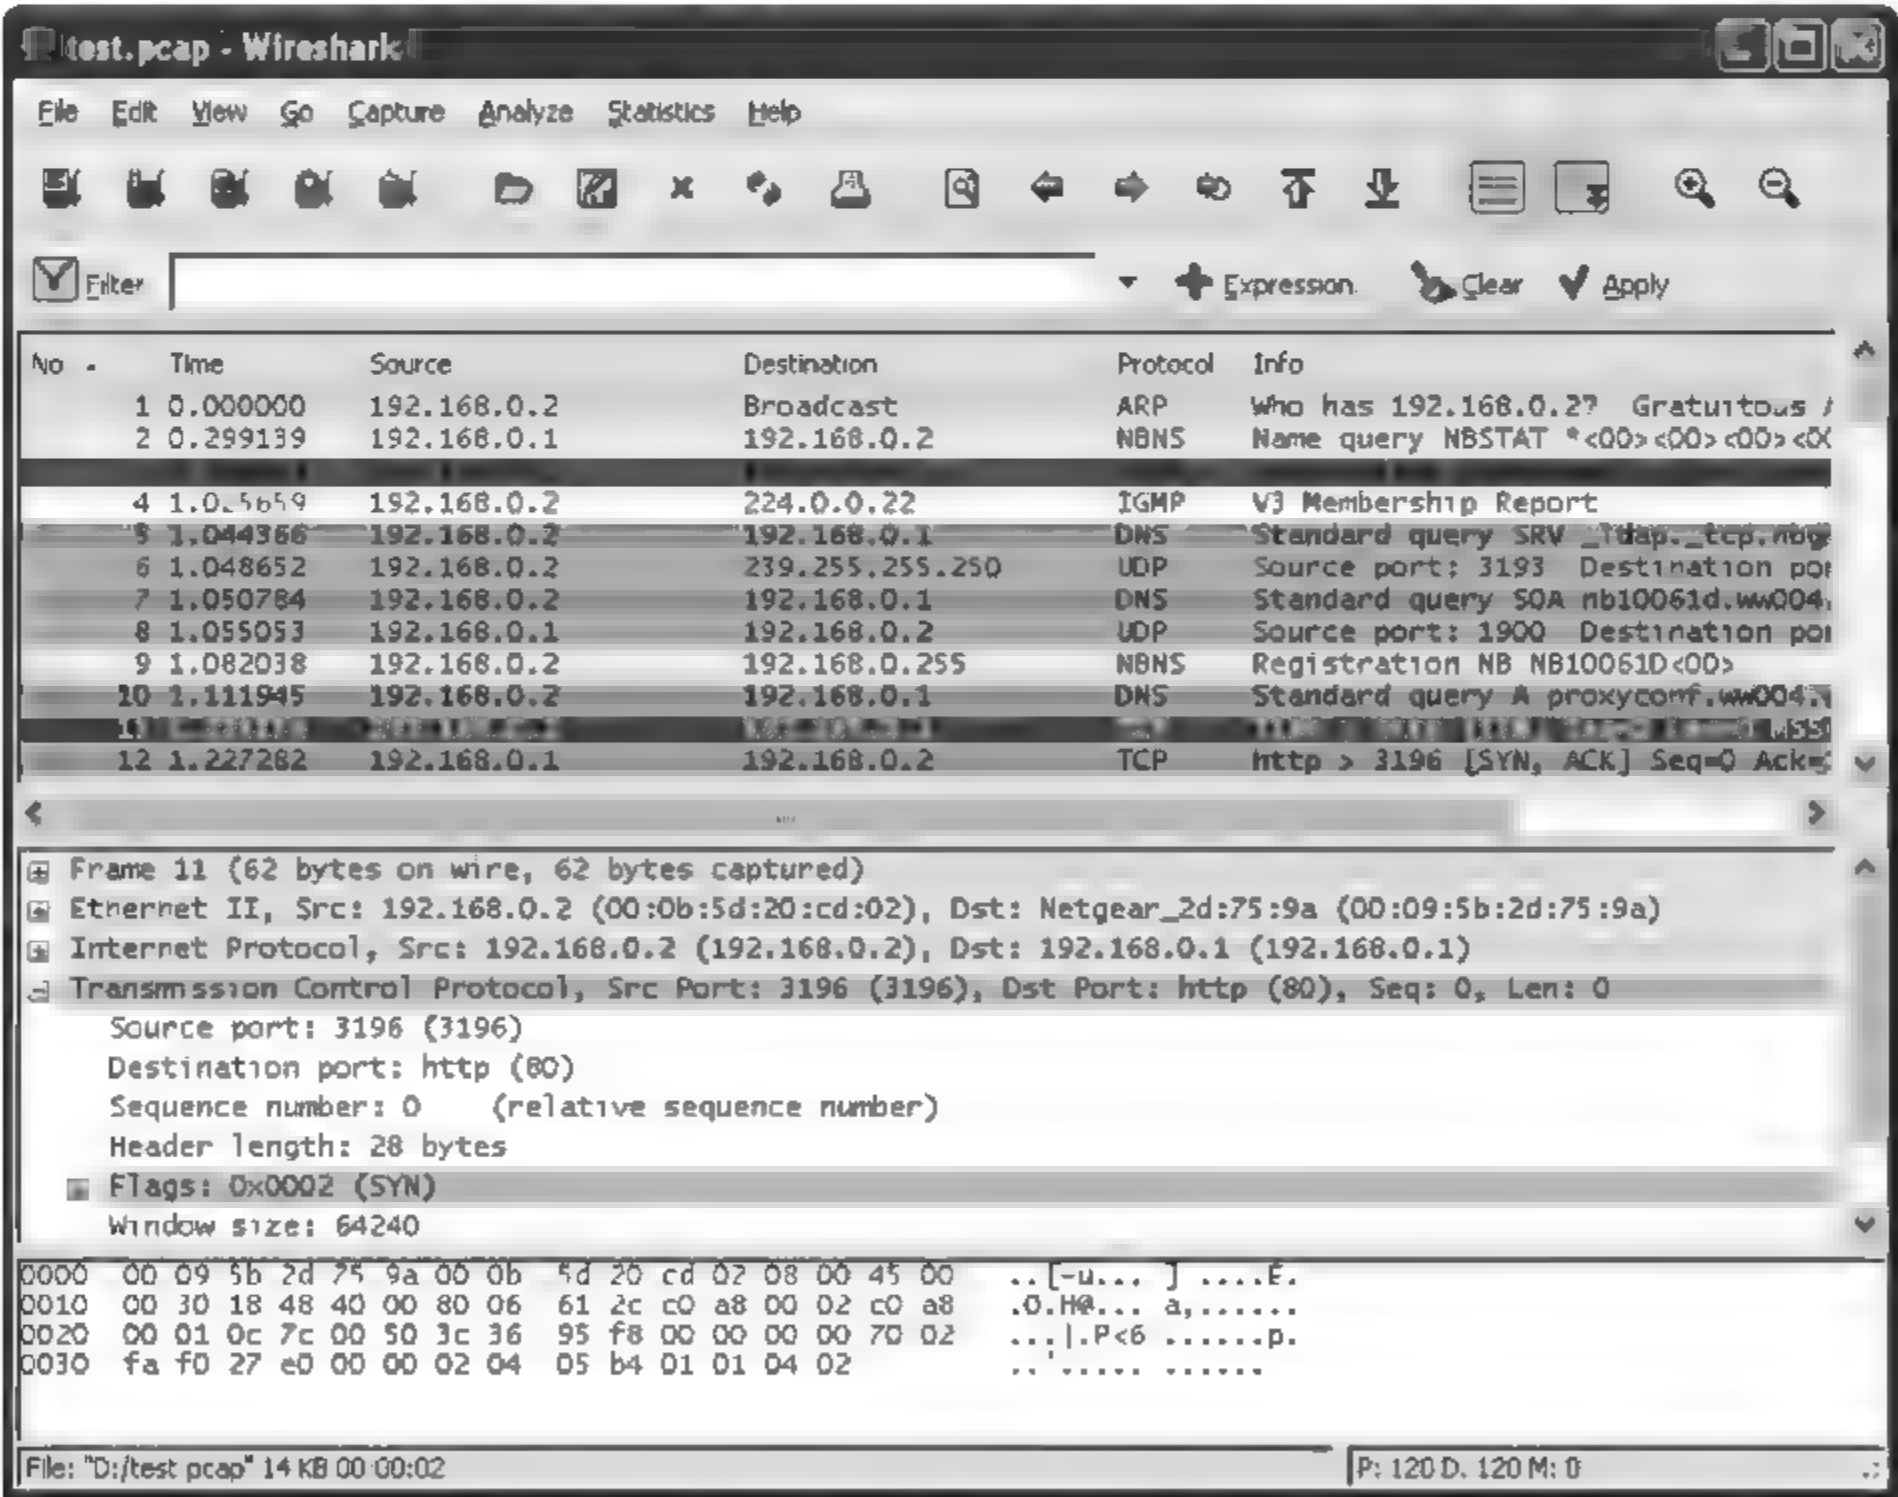 test.pcap - Wireshark
File Edit View Go Capture Analyze Statistics Help
Filter Expression. Clear Apply
No - Time Source Destination Protocol Info
1 0.000000 192.168.0.2 Broadcast ARP Who has 192.168.0.2? Gratuitous
2 0.299139 192.168.0.1 192.168.0.2 NBNS Name query NBSTAT *<00><00><00><00
4 192.168.0.2 224.0.0.22 IGMP V3 Membership Report
5 1.044366 192.168.0.2 192.168.0.1 DNS Standard query SRV _ldap._tcp.nbg
6 1.048652 192.168.0.2 239.255.255.250 UDP Source port: 3193 Destination por
7 1.050784 192.168.0.2 192.168.0.1 DNS Standard query SOA nb10061d.ww004.
8 1.055053 192.168.0.1 192.168.0.2 UDP Source port: 1900 Destination por
9 1.082038 192.168.0.2 192.168.0.255 NBNS Registration NB NB10061D<00>
10 1.111945 192.168.0.2 192.168.0.1 DNS Standard query A proxyconf.ww004.
11 MSS
12 1.227282 192.168.0.1 192.168.0.2 TCP http > 3196 [SYN, ACK] Seq=0 Ack=
Frame 11 (62 bytes on wire, 62 bytes captured)
Ethernet II, Src: 192.168.0.2 (00:0b:5d:20:cd:02), Dst: Netgear_2d:75:9a (00:09:5b:2d:75:9a)
Internet Protocol, Src: 192.168.0.2 (192.168.0.2), Dst: 192.168.0.1 (192.168.0.1)
Transmission Control Protocol, Src Port: 3196 (3196), Dst Port: http (80), Seq: 0, Len: 0
Source port: 3196 (3196)
Destination port: http (80)
Sequence number: 0 (relative sequence number)
Header length: 28 bytes
Flags: 0x0002 (SYN)
Window size: 64240
0000 00 09 5b 2d 75 9a 00 0b 5d 20 cd 02 08 00 45 00 ..[-u... ] ....E.
0010 00 30 18 48 40 00 80 06 61 2c c0 a8 00 02 c0 a8 .0.H@... a,......
0020 00 01 0c 7c 00 50 3c 36 95 f8 00 00 00 00 70 02 ...|.P<6 ......p.
0030 fa f0 27 e0 00 00 02 04 05 b4 01 01 04 02 ..'..... ......
File: "D:/test pcap" 14 KB 00:00:02
P: 120 D. 120 M: 0